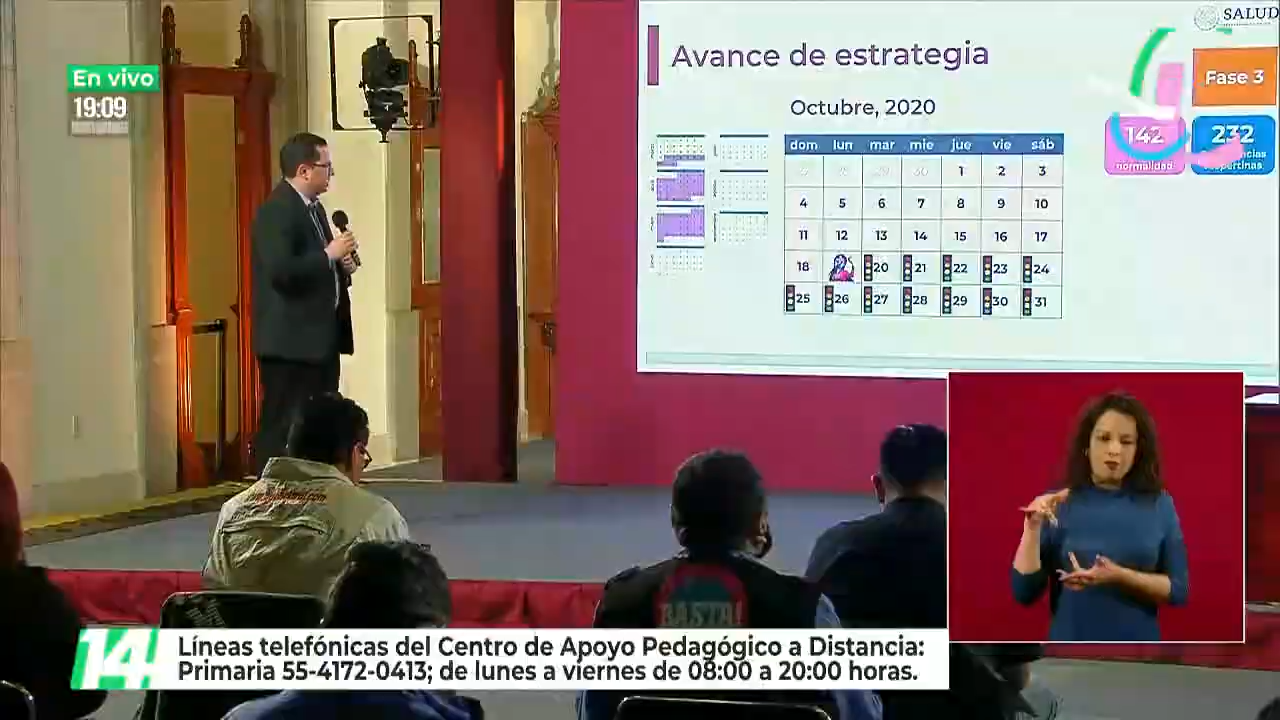 SALUD
En vivo
19:09
Avance de estrategia
Fase 3
Octubre, 2020
142
normalidad
232
dom lun mar mie jue vie sáb
1 2 3
4 5 6 7 8 9 10
11 12 13 14 15 16 17
18 20 21 22 23 24
25 26 27 28 29 30 31
BASTA!
14!
Líneas telefónicas del Centro de Apoyo Pedagógico a Distancia:
Primaria 55-4172-0413; de lunes a viernes de 08:00 a 20:00 horas.